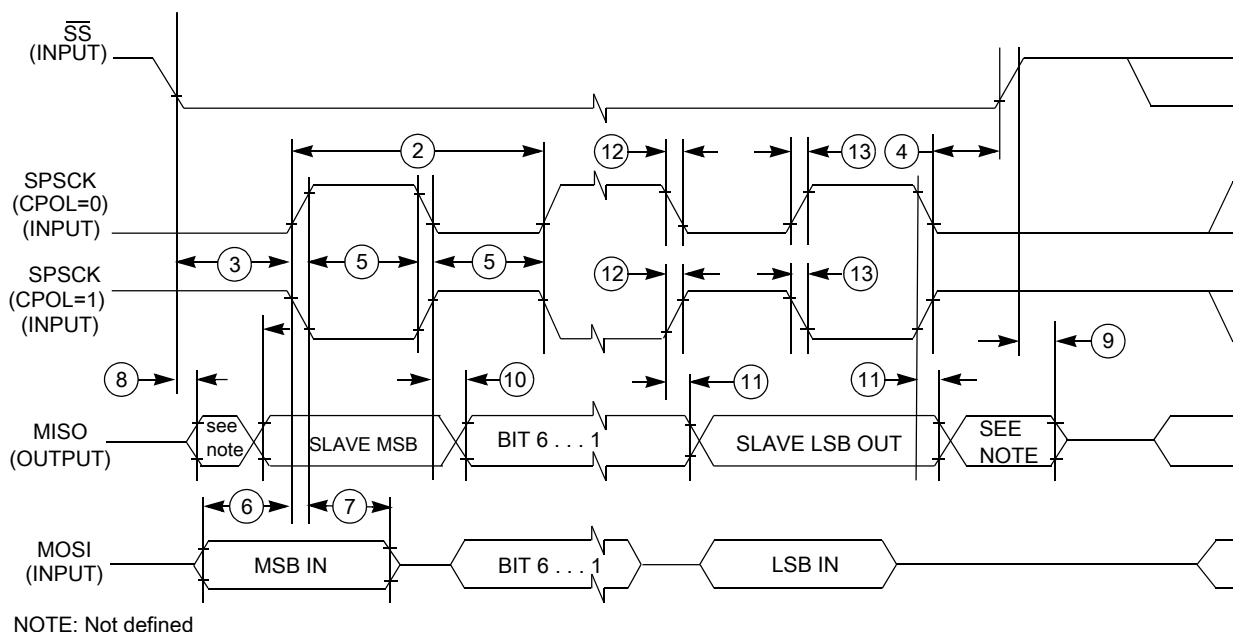 SS
(INPUT)
2
12
13
4
SPSCK
(CPOL=0)
(INPUT)
3
5
5
SPSCK
(CPOL=1)
(INPUT)
12
13
8
10
11
11
9
MISO
(OUTPUT)
see
note
SLAVE MSB
BIT 6 . . . 1
SLAVE LSB OUT
SEE
NOTE
6
7
MOSI
(INPUT)
MSB IN
BIT 6 . . . 1
LSB IN
NOTE: Not defined